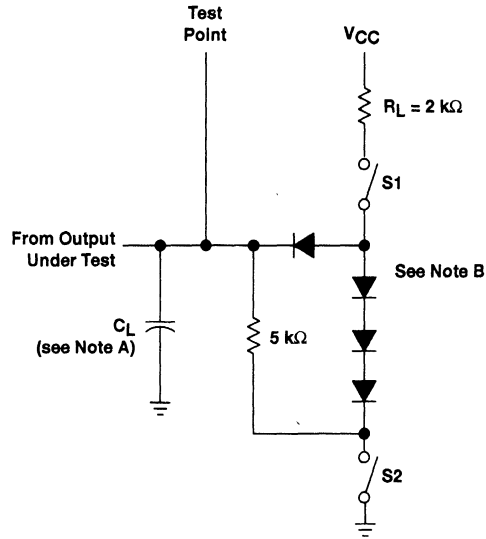 Test
Point
VCC
RL = 2 kΩ
S1
From Output
Under Test
See Note B
CL
(see Note A)
5 kΩ
S2